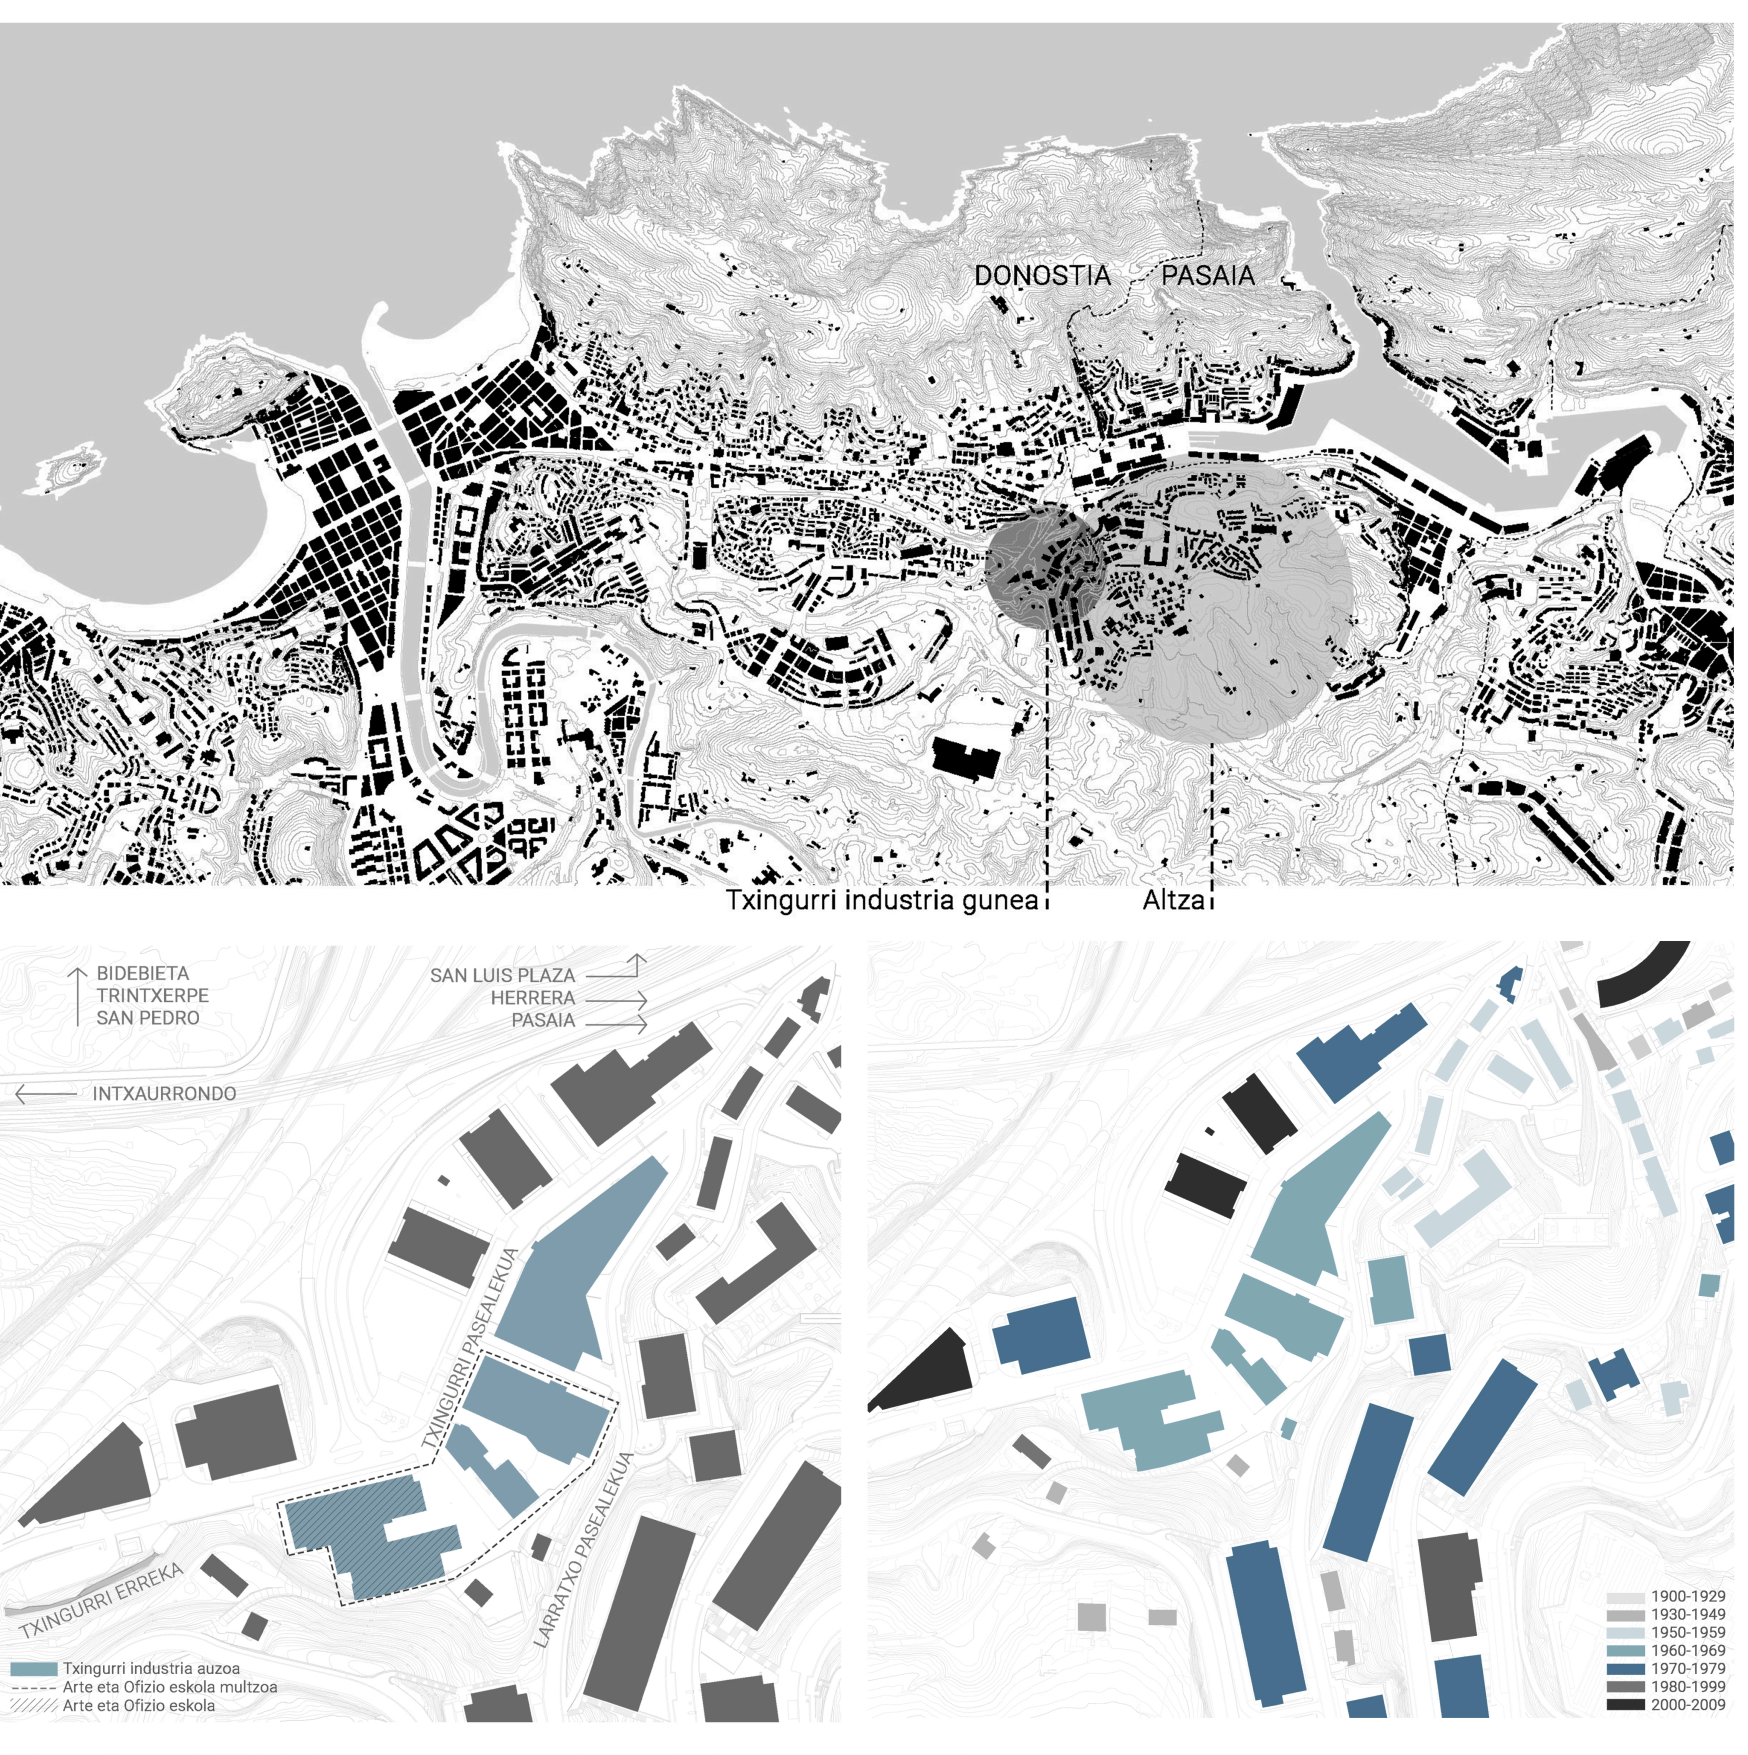 DONOSTIA
PASAIA
Txingurri industria gunea
Altza
BIDEBIETA
TRINTXERPE
SAN PEDRO
SAN LUIS PLAZA
HERRERA
PASAIA
INTXAURRONDO
TXINGURRI PASEALEKUA
LARRATXO PASEALEKUA
TXINGURRI ERREKA
Txingurri industria auzoa
Arte eta Ofizio eskola multzoa
Arte eta Ofizio eskola
1900-1929
1930-1949
1950-1959
1960-1969
1970-1979
1980-1999
2000-2009